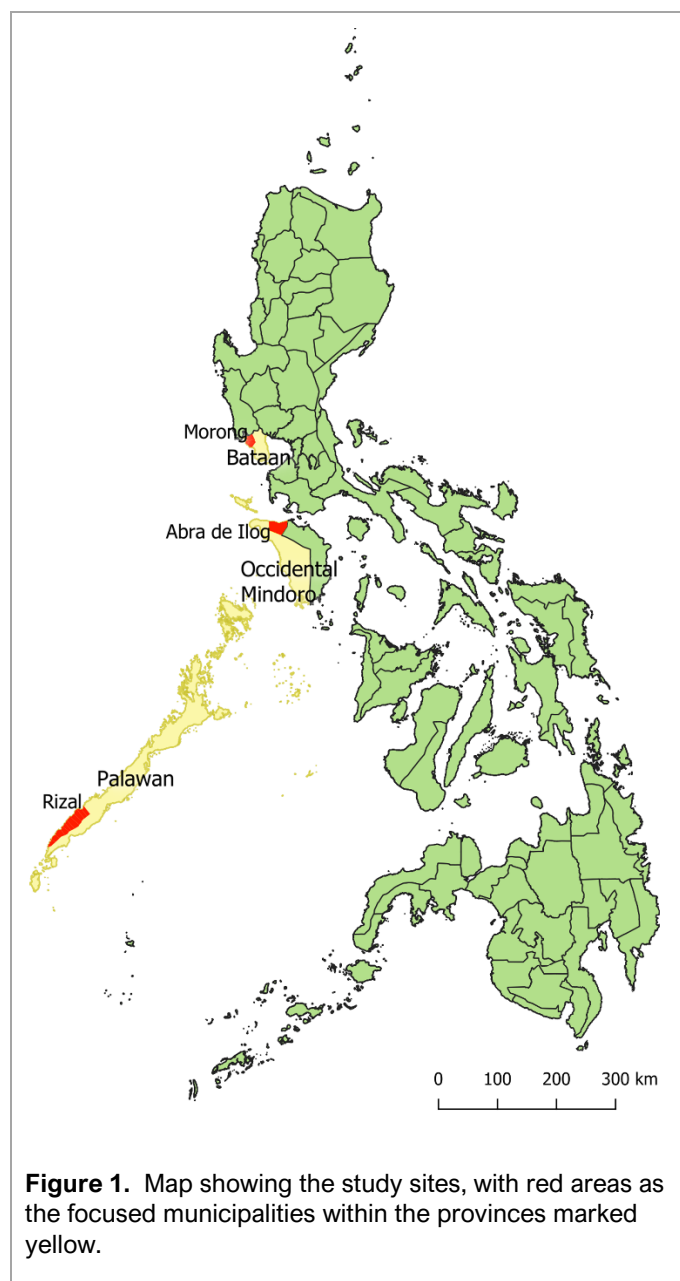 Morong
Bataan
Abra de Ilog
Occidental
Mindoro
Palawan
Rizal
0 100 200 300 km
Figure 1. Map showing the study sites, with red areas as
the focused municipalities within the provinces marked
yellow.